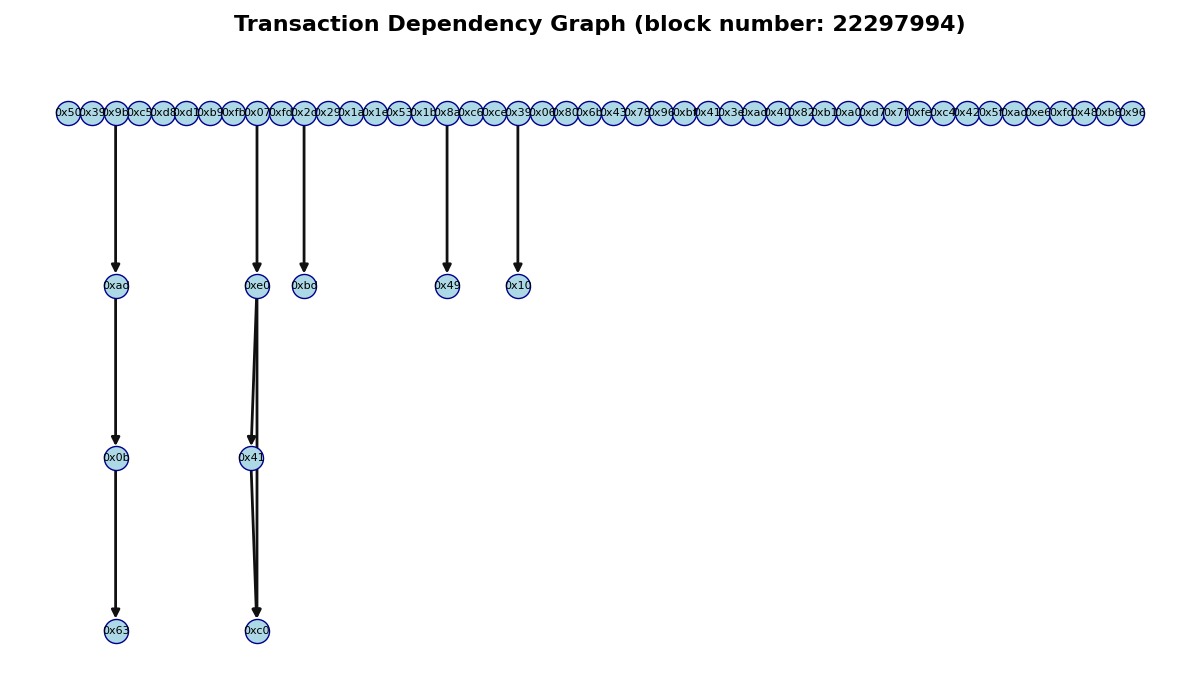 Transaction Dependency Graph (block number: 22297994)
0x50 0x39 0x9b 0xc5 0xd8 0xd1 0xb9 0xfb 0x07 0xfd 0x2c 0x29 0x1a 0x1e 0x53 0x1b 0x8a 0xc6 0xce 0x39 0x06 0x80 0x6b 0x43 0x78 0x96 0xbf 0x41 0x3e 0xad 0x40 0x82 0xb1 0xa0 0xd7 0x7f 0xfe 0xc4 0x42 0x5f 0xad 0xe6 0xfd 0x48 0xb6 0x96
0xad 0xe0 0xbd 0x49 0x10
0x0b 0x41
0x63 0xc0